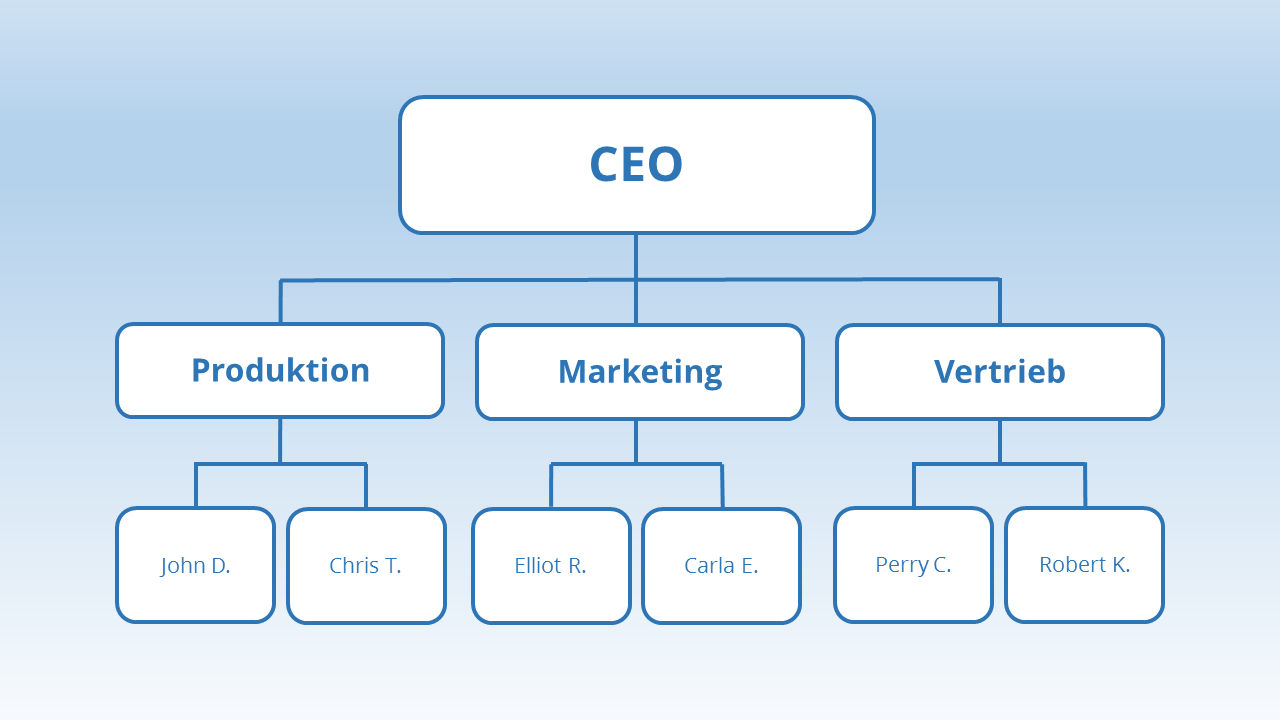 CEO
Produktion
Marketing
Vertrieb
John D.
Chris T.
Elliot R.
Carla E.
Perry C.
Robert K.